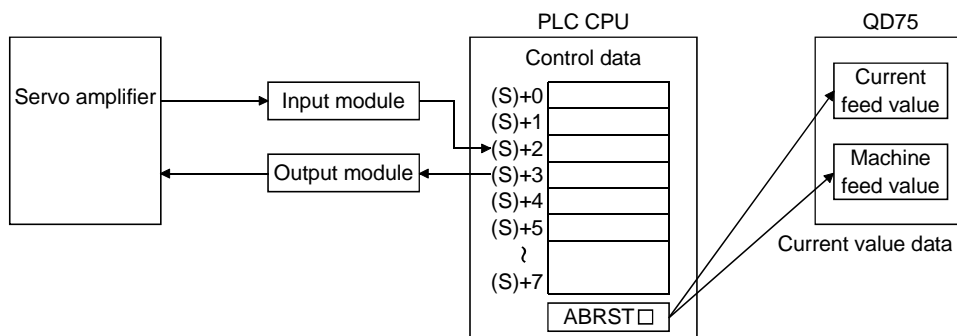 PLC CPU
QD75
Control data
Servo amplifier
Input module
Output module
(S)+0
(S)+1
(S)+2
(S)+3
(S)+4
(S)+5
~
(S)+7
ABRST□
Current
feed value
Machine
feed value
Current value data